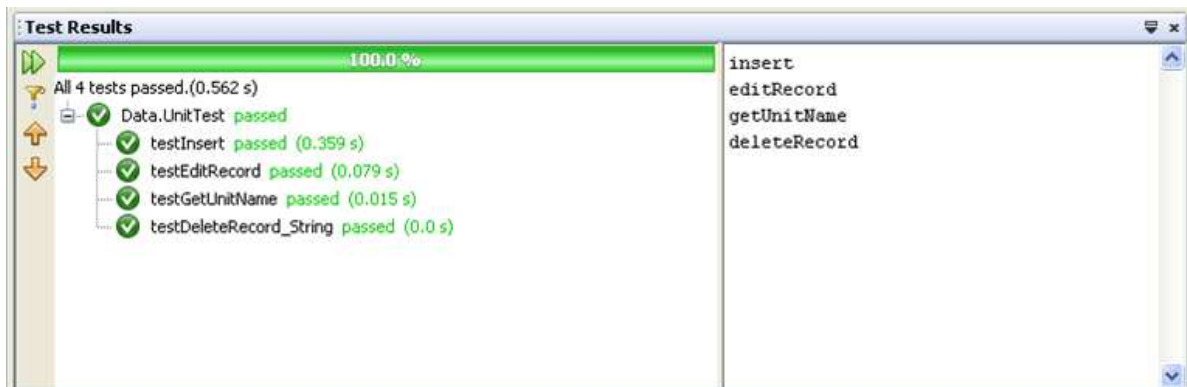 Test Results
100.0 %
All 4 tests passed.(0.562 s)
Data.UnitTest passed
testInsert passed (0.359 s)
testEditRecord passed (0.079 s)
testGetUnitName passed (0.015 s)
testDeleteRecord_String passed (0.0 s)
insert
editRecord
getUnitName
deleteRecord